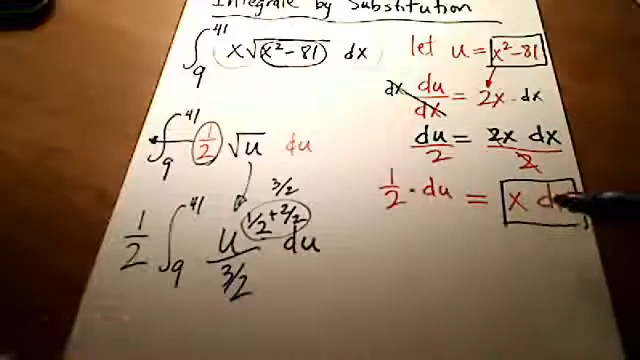 Integrate by Substitution
∫₉⁴¹ x√(x²-81) dx
let u = x²-81
dx du/dx = 2x · dx
du/2 = 2x dx/2
1/2 · du = x d
∫₉⁴¹ 1/2 √u du
3/2
1/2 ∫₉⁴¹ u^(1/2+2/2)/(3/2) du